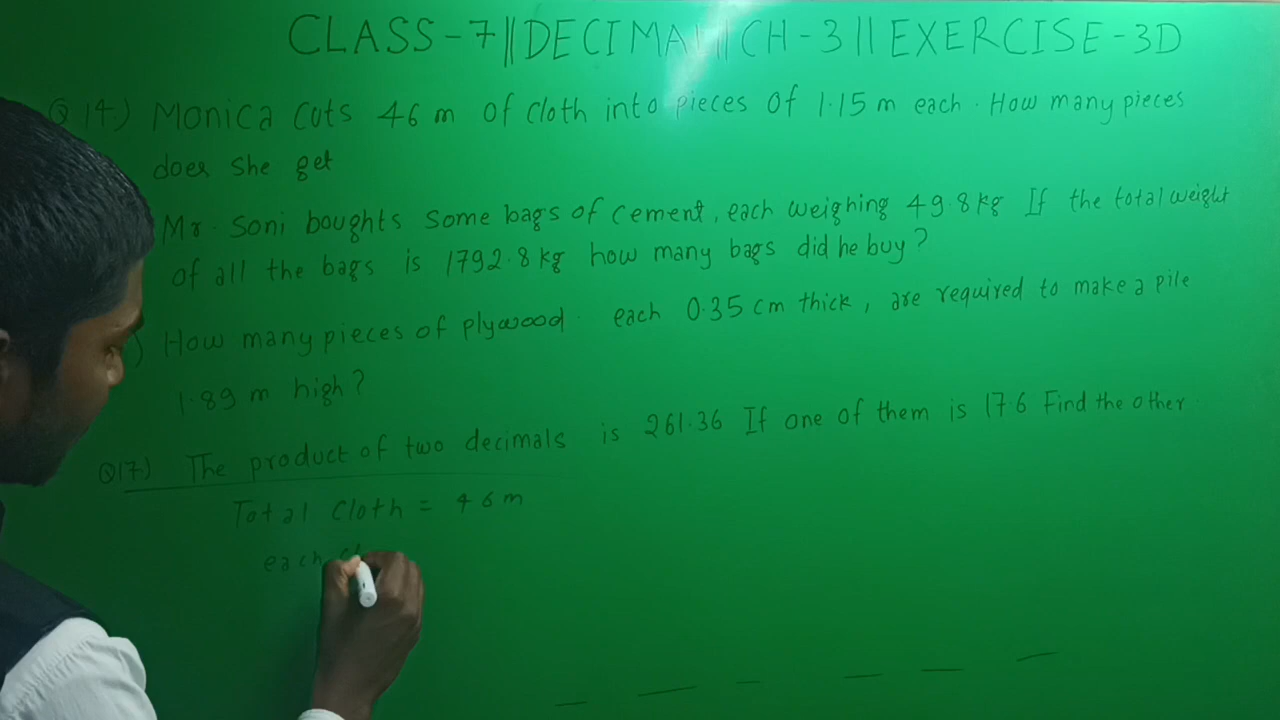 CLASS-7||DECIMAL||CH-3||EXERCISE-3D
Q 14.) Monica cuts 46 m of cloth into pieces of 1.15 m each. How many pieces
does she get
Mr. Soni boughts some bags of cement, each weighing 49.8 kg If the total weight
of all the bags is 1792.8 kg how many bags did he buy?
) How many pieces of plywood. each 0.35 cm thick, are required to make a pile
1.89 m high?
Q17.) The product of two decimals is 261.36 If one of them is 17.6 Find the other.
Total Cloth = 46 m
each